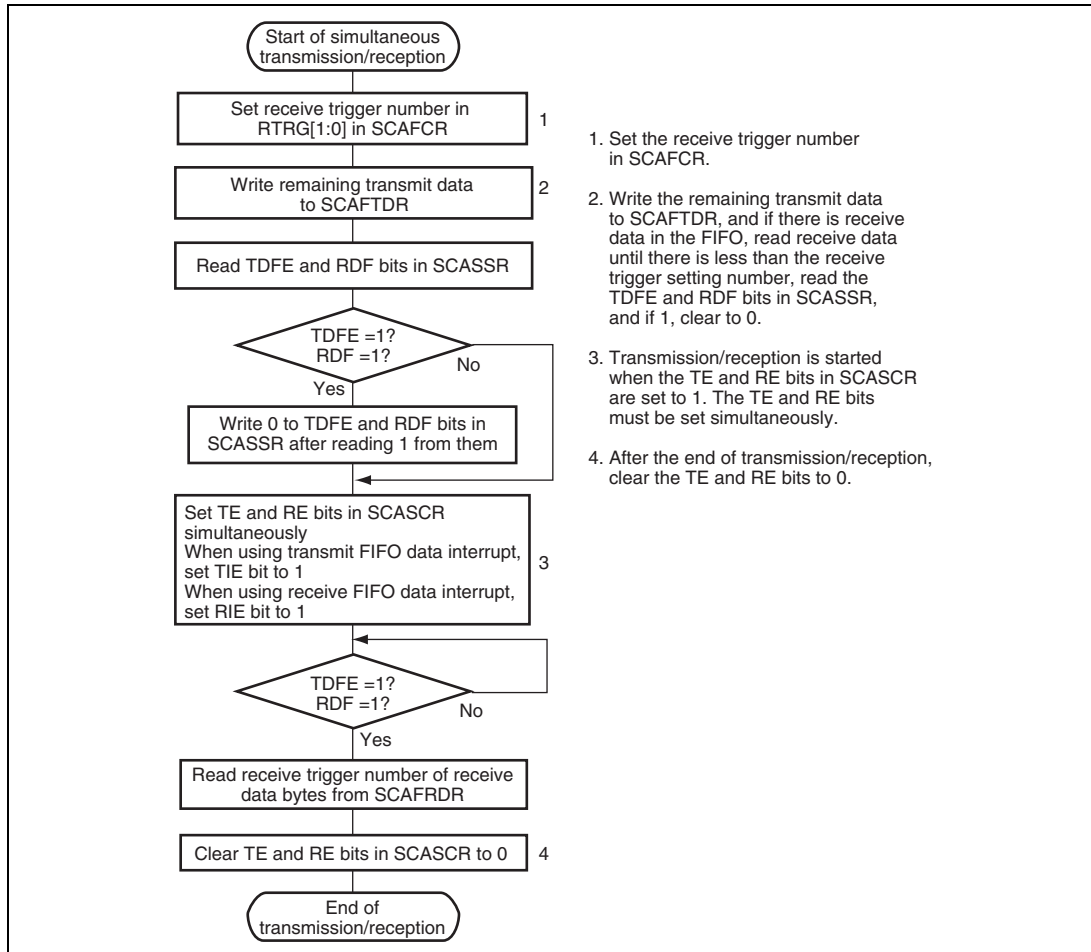 Start of simultaneous
transmission/reception
Set receive trigger number in
RTRG[1:0] in SCAFCR
1
Write remaining transmit data
to SCAFTDR
2
Read TDFE and RDF bits in SCASSR
TDFE =1?
RDF =1?
No
Yes
Write 0 to TDFE and RDF bits in
SCASSR after reading 1 from them
Set TE and RE bits in SCASCR
simultaneously
When using transmit FIFO data interrupt,
set TIE bit to 1
When using receive FIFO data interrupt,
set RIE bit to 1
3
TDFE =1?
RDF =1?
No
Yes
Read receive trigger number of receive
data bytes from SCAFRDR
Clear TE and RE bits in SCASCR to 0
4
End of
transmission/reception
1. Set the receive trigger number
in SCAFCR.
2. Write the remaining transmit data
to SCAFTDR, and if there is receive
data in the FIFO, read receive data
until there is less than the receive
trigger setting number, read the
TDFE and RDF bits in SCASSR,
and if 1, clear to 0.
3. Transmission/reception is started
when the TE and RE bits in SCASCR
are set to 1. The TE and RE bits
must be set simultaneously.
4. After the end of transmission/reception,
clear the TE and RE bits to 0.